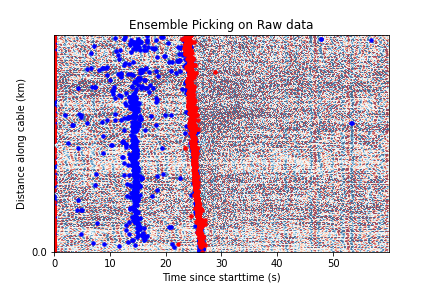 Ensemble Picking on Raw data
Distance along cable (km)
0.0
0 10 20 30 40 50
Time since starttime (s)